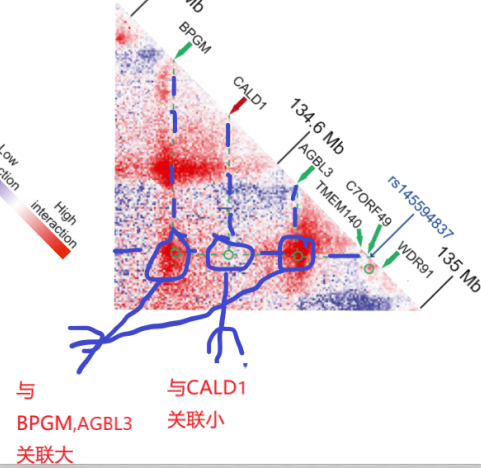 Mb
BPGM
CALD1
134.6 Mb
AGBL3
TMEM140
C7ORF49
rs145594837
WDR91
135 Mb
Low
High
interaction
与
BPGM,AGBL3
关联大
与CALD1
关联小